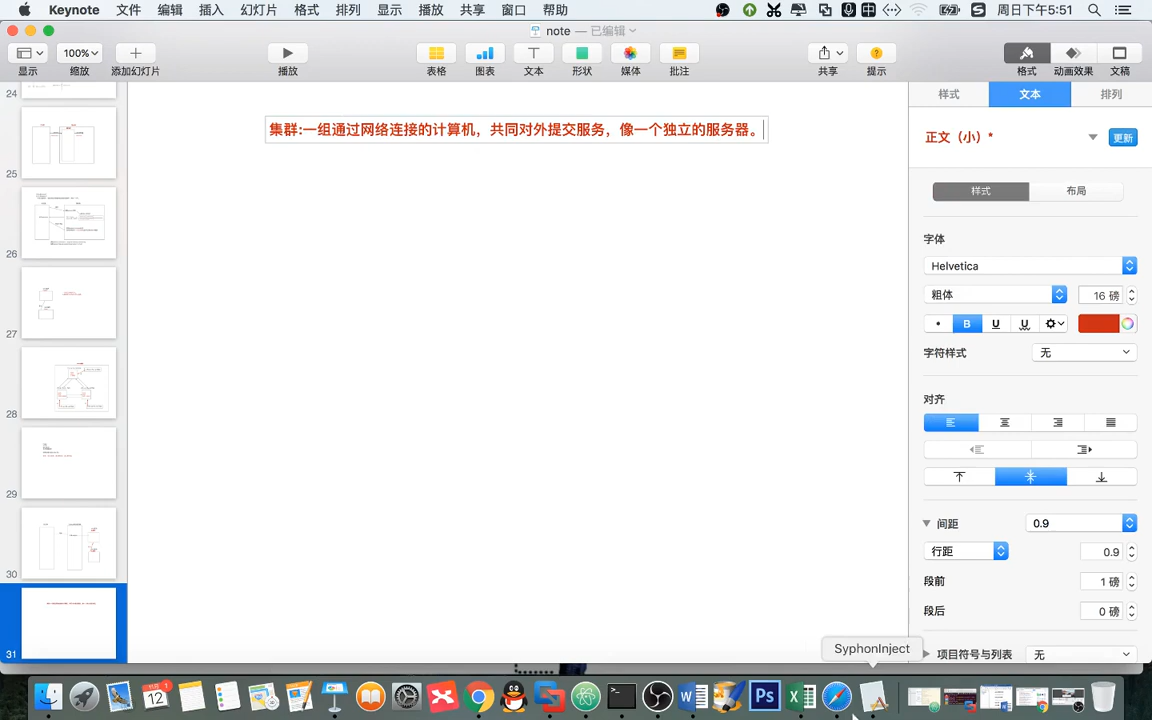 Keynote 文件 编辑 插入 幻灯片 格式 排列 显示 播放 共享 窗口 帮助 周日下午5:51
note — 已编辑
100%
显示 缩放 添加幻灯片 播放 表格 图表 文本 形状 媒体 批注 共享 提示 格式 动画效果 文稿
24
25
26
27
28
29
30
31
集群:一组通过网络连接的计算机，共同对外提交服务，像一个独立的服务器。
样式 文本 排列
正文（小）* 更新
样式 布局
字体
Helvetica
粗体 16 磅
B U U
字符样式 无
对齐
间距 0.9
行距 0.9
段前 1 磅
段后 0 磅
项目符号与列表 无
SyphonInject
12
W Ps X